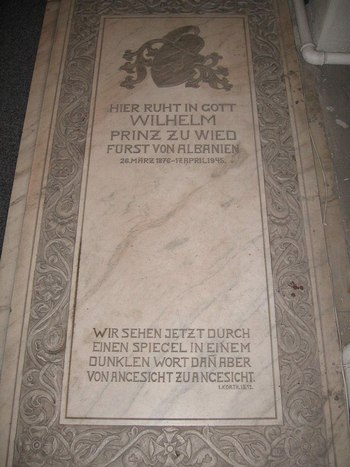 HIER RUHT IN GOTT
WILHELM
PRINZ ZU WIED
FÜRST VON ALBANIEN
26. MÄRZ 1876-18. APRIL 1945.
WIR SEHEN JETZT DURCH
EINEN SPIEGEL IN EINEM
DUNKLEN WORT DAN̄ ABER
VON ANGESICHT ZU ANGESICHT.
I. KOR. 13, 12.